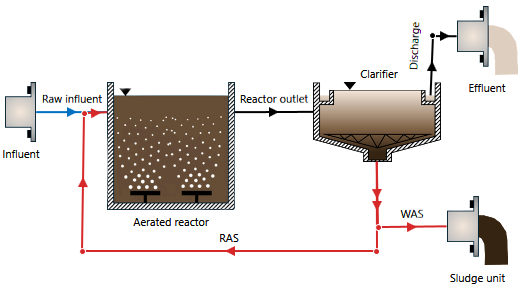 Discharge
Clarifier
Effluent
Raw influent
Reactor outlet
Influent
Aerated reactor
WAS
RAS
Sludge unit